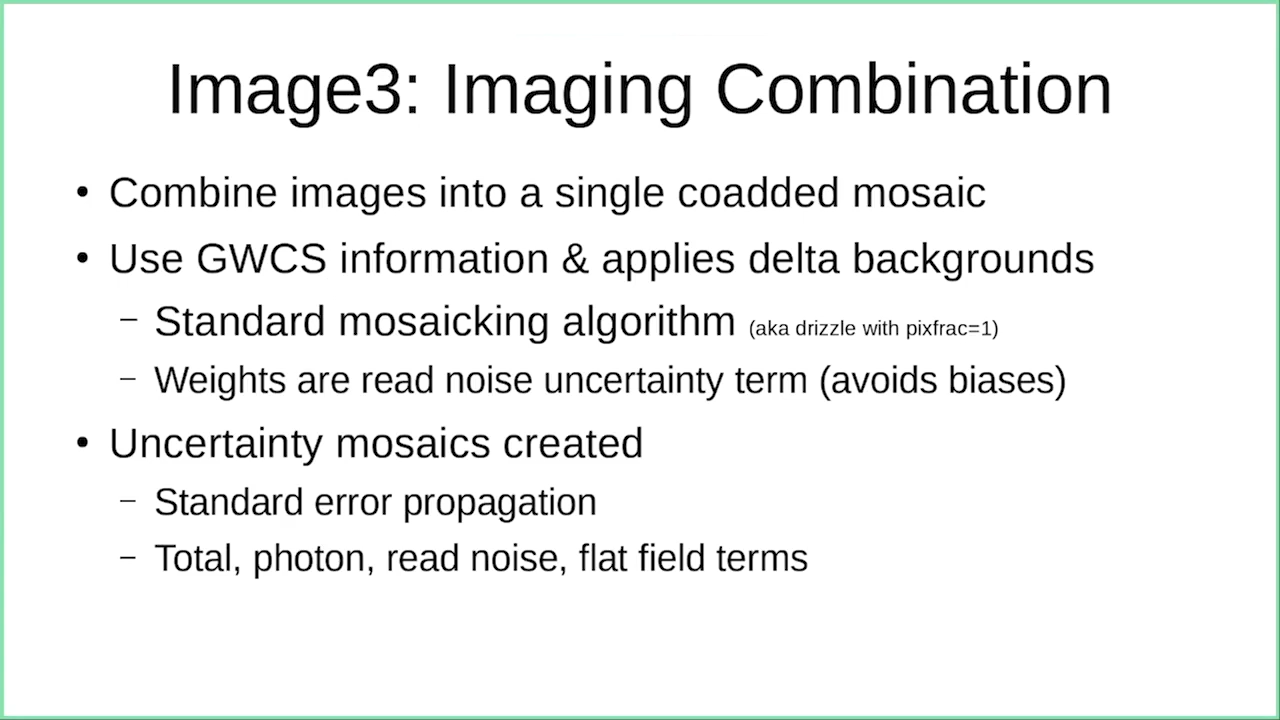 Image3: Imaging Combination
• Combine images into a single coadded mosaic
• Use GWCS information & applies delta backgrounds
– Standard mosaicking algorithm (aka drizzle with pixfrac=1)
– Weights are read noise uncertainty term (avoids biases)
• Uncertainty mosaics created
– Standard error propagation
– Total, photon, read noise, flat field terms